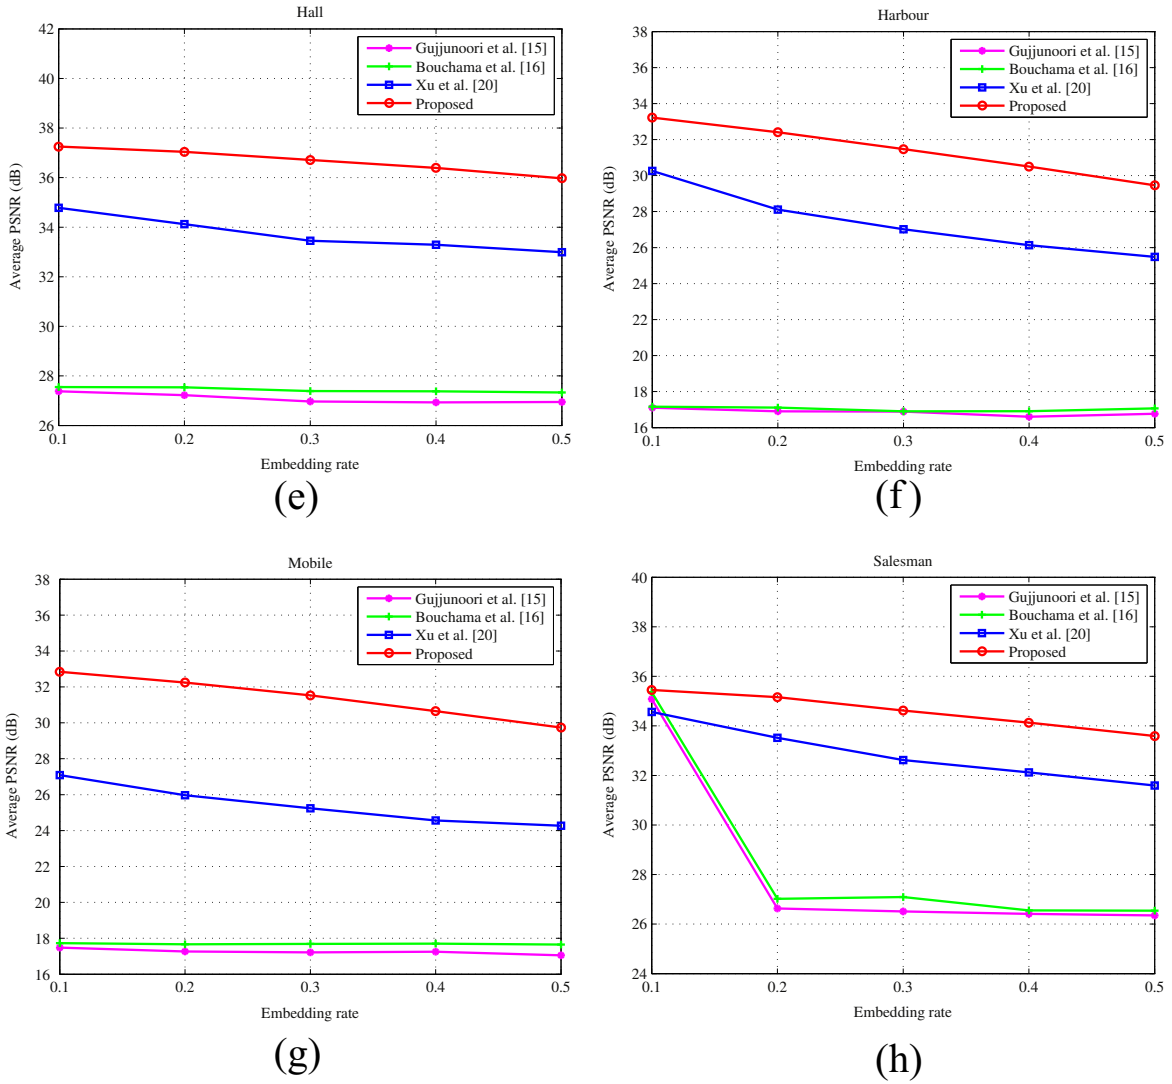 Hall
42
40
38
36
34
32
30
28
26
0.1 0.2 0.3 0.4 0.5
Average PSNR (dB)
Embedding rate
Gujjunoori et al. [15]
Bouchama et al. [16]
Xu et al. [20]
Proposed
(e)
Harbour
38
36
34
32
30
28
26
24
22
20
18
16
0.1 0.2 0.3 0.4 0.5
Average PSNR (dB)
Embedding rate
Gujjunoori et al. [15]
Bouchama et al. [16]
Xu et al. [20]
Proposed
(f)
Mobile
38
36
34
32
30
28
26
24
22
20
18
16
0.1 0.2 0.3 0.4 0.5
Average PSNR (dB)
Embedding rate
Gujjunoori et al. [15]
Bouchama et al. [16]
Xu et al. [20]
Proposed
(g)
Salesman
40
38
36
34
32
30
28
26
24
0.1 0.2 0.3 0.4 0.5
Average PSNR (dB)
Embedding rate
Gujjunoori et al. [15]
Bouchama et al. [16]
Xu et al. [20]
Proposed
(h)